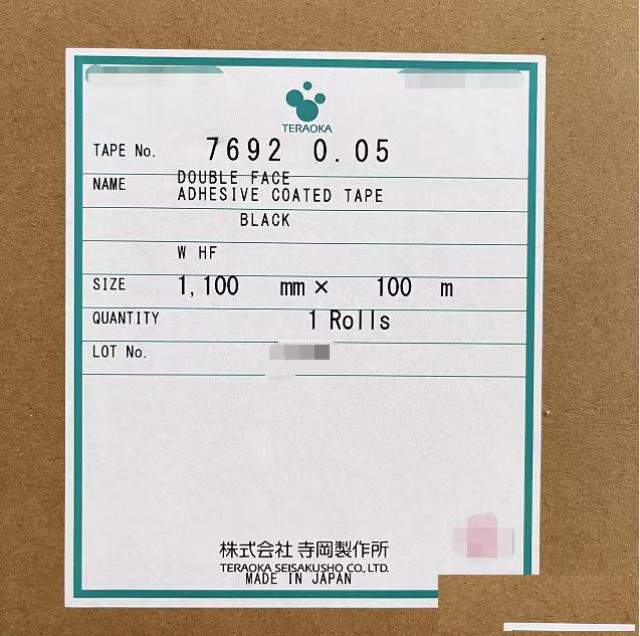 TERAOKA
TAPE No. 7692 0.05
NAME DOUBLE FACE
ADHESIVE COATED TAPE
BLACK
W HF
SIZE 1,100 mm × 100 m
QUANTITY 1 Rolls
LOT No.
株式会社 寺岡製作所
TERAOKA SEISAKUSHO CO., LTD.
MADE IN JAPAN